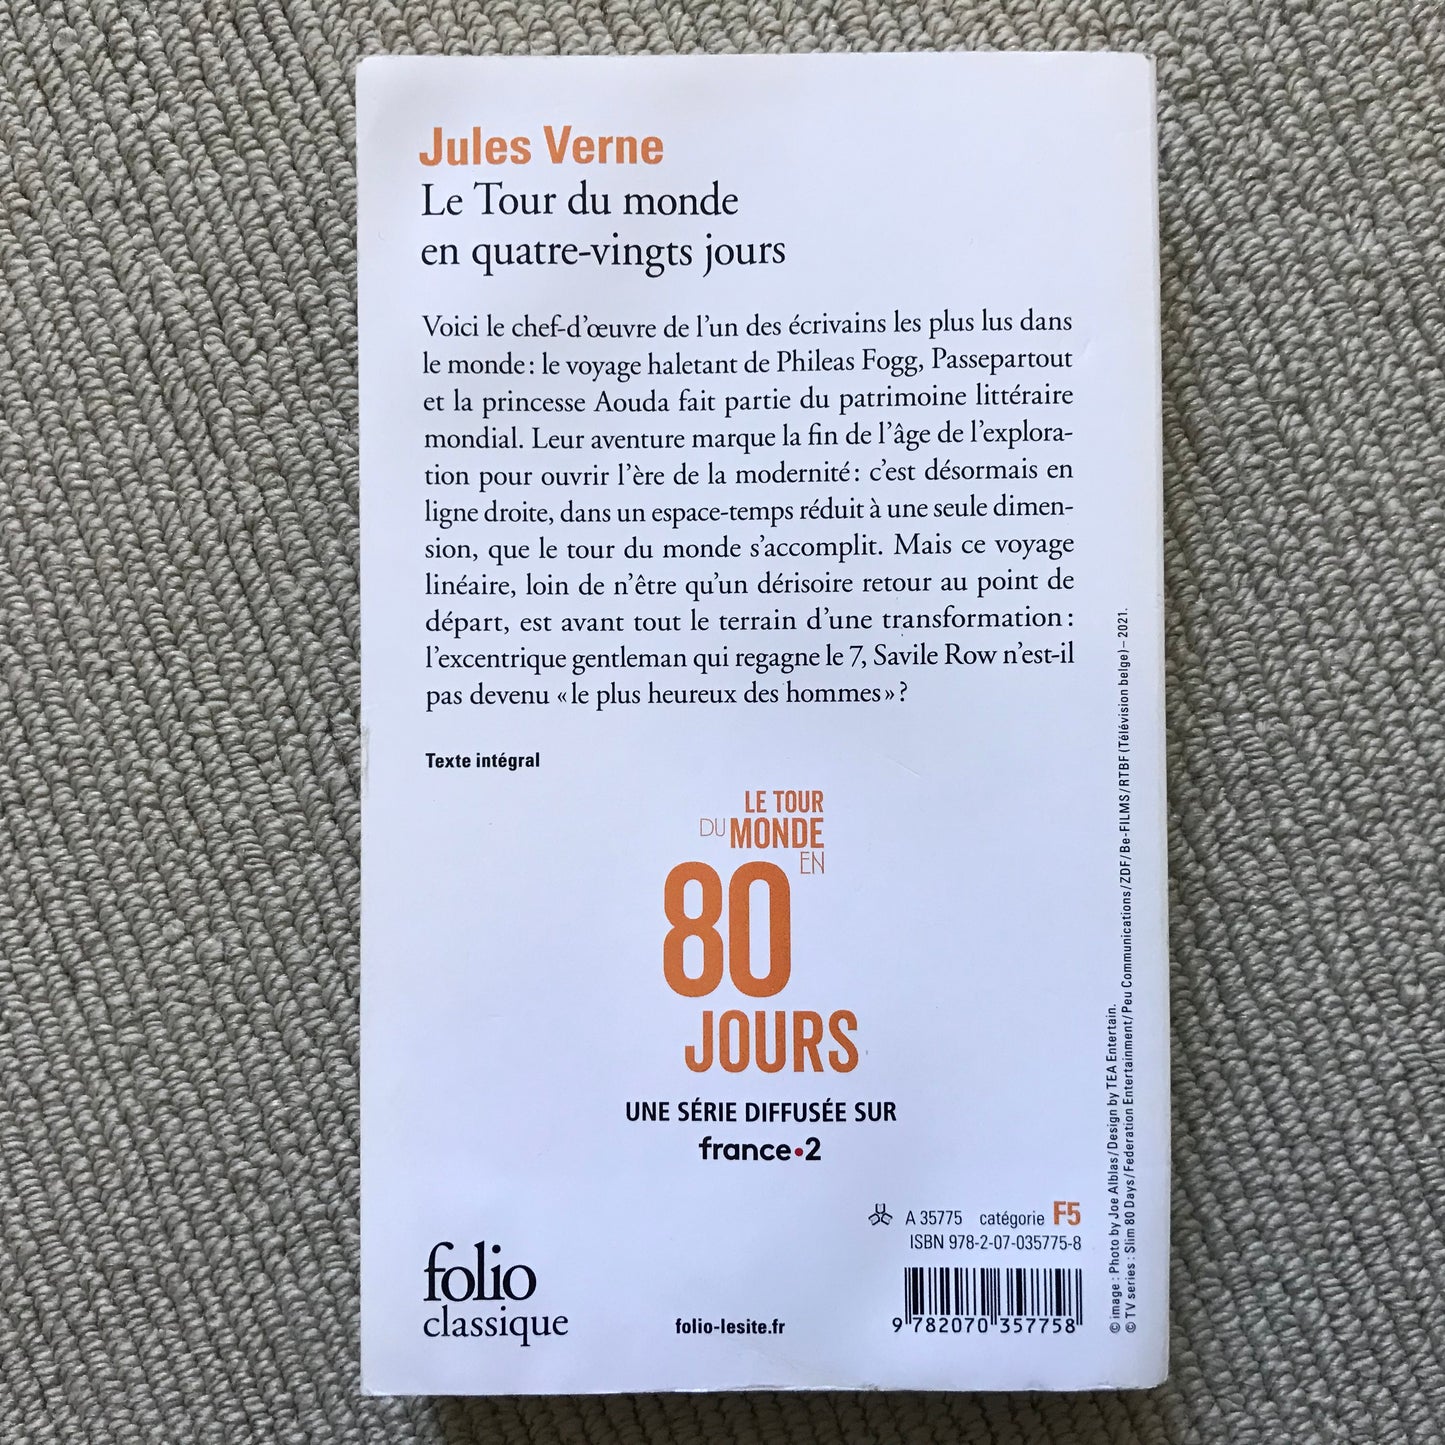 Jules Verne
Le Tour du monde
en quatre-vingts jours
Voici le chef-d'œuvre de l'un des écrivains les plus lus dans
le monde : le voyage haletant de Phileas Fogg, Passepartout
et la princesse Aouda fait partie du patrimoine littéraire
mondial. Leur aventure marque la fin de l'âge de l'explora-
tion pour ouvrir l'ère de la modernité : c'est désormais en
ligne droite, dans un espace-temps réduit à une seule dimen-
sion, que le tour du monde s'accomplit. Mais ce voyage
linéaire, loin de n'être qu'un dérisoire retour au point de
départ, est avant tout le terrain d'une transformation :
l'excentrique gentleman qui regagne le 7, Savile Row n'est-il
pas devenu « le plus heureux des hommes » ?
Texte intégral
LE TOUR
DU MONDE
EN
80
JOURS
UNE SÉRIE DIFFUSÉE SUR
france•2
A 35775 catégorie F5
ISBN 978-2-07-035775-8
folio
classique
folio-lesite.fr
9 782070 357758
© image : Photo by Joe Alblas / Design by TEA Entertain.
© TV series : Slim 80 Days / Federation Entertainment / Peu Communications / ZDF / Be-FILMS / RTBF (Télévision belge) – 2021.